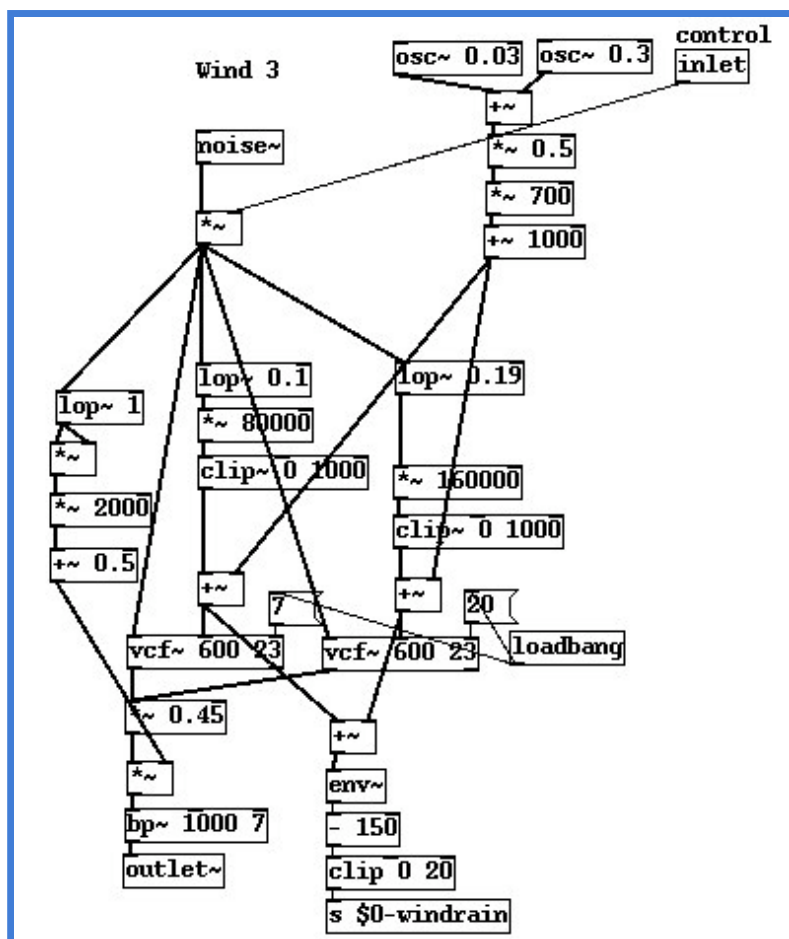 control
osc~ 0.03 osc~ 0.3 inlet
Wind 3
+~
noise~ *~ 0.5
*~ 700
*~ +~ 1000
lop~ 0.1 lop~ 0.19
lop~ 1
*~ 80000
*~ clip~ 0 1000 *~ 160000
*~ 2000
clip~ 0 1000
+~ 0.5
+~ +~
7 20
vcf~ 600 23 vcf~ 600 23 loadbang
*~ 0.45
+~
*~
env~
bp~ 1000 7 - 150
outlet~ clip 0 20
s $0-windrain